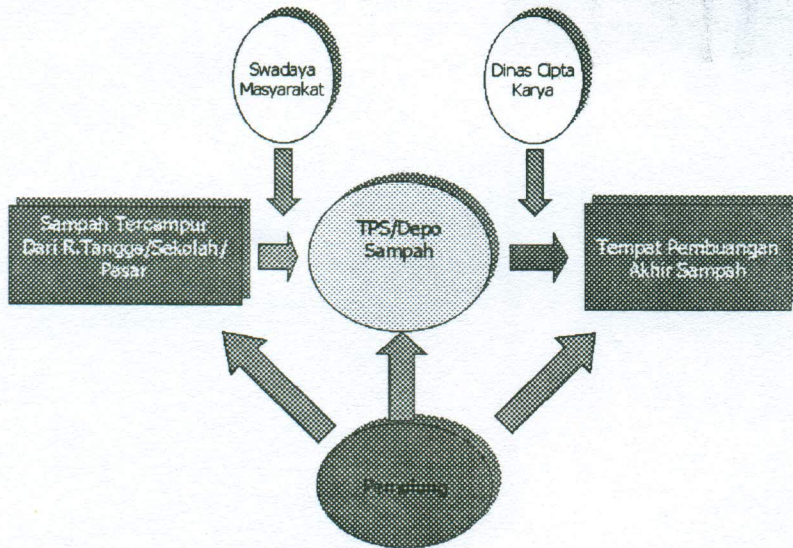 Swadaya
Masyarakat
Dinas Cipta
Karya
Sampah Tercampur
Dari R.Tangga/Sekolah/
Pasar
TPS/Depo
Sampah
Tempat Pembuangan
Akhir Sampah
Pemulung